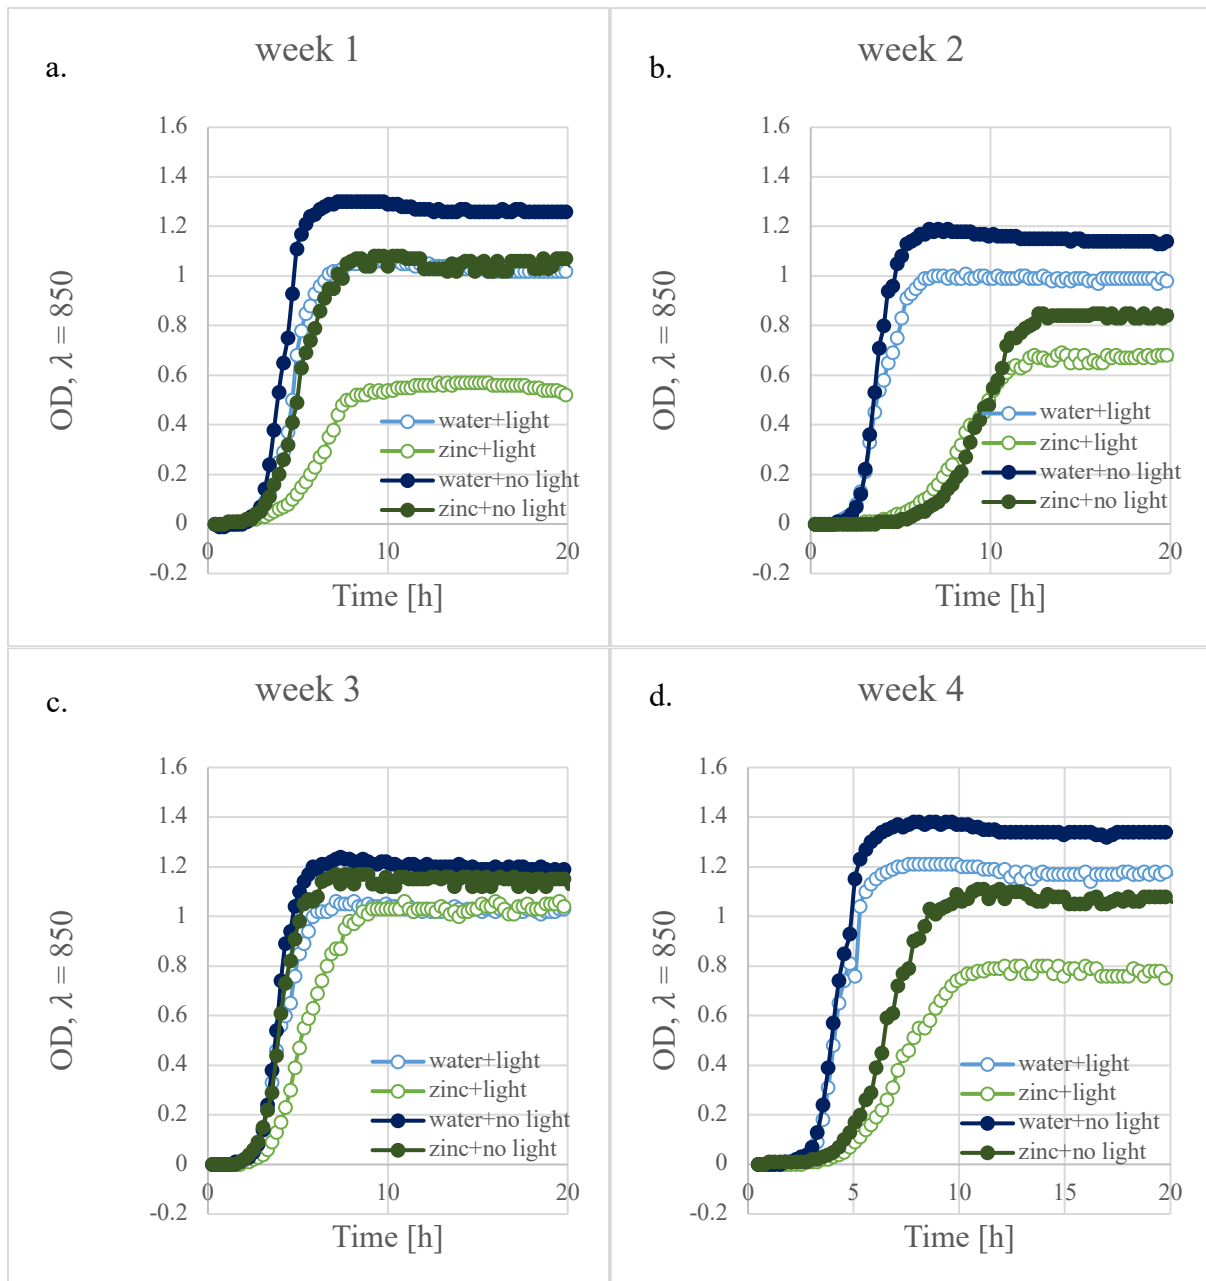 a.
week 1
OD, λ = 850
1.6
1.4
1.2
1
0.8
0.6
0.4
0.2
0
-0.2
0
10
20
Time [h]
water+light
zinc+light
water+no light
zinc+no light
b.
week 2
OD, λ = 850
1.6
1.4
1.2
1
0.8
0.6
0.4
0.2
0
-0.2
0
10
20
Time [h]
water+light
zinc+light
water+no light
zinc+no light
c.
week 3
OD, λ = 850
1.6
1.4
1.2
1
0.8
0.6
0.4
0.2
0
-0.2
0
10
20
Time [h]
water+light
zinc+light
water+no light
zinc+no light
d.
week 4
OD, λ = 850
1.6
1.4
1.2
1
0.8
0.6
0.4
0.2
0
-0.2
0
5
10
15
20
Time [h]
water+light
zinc+light
water+no light
zinc+no light